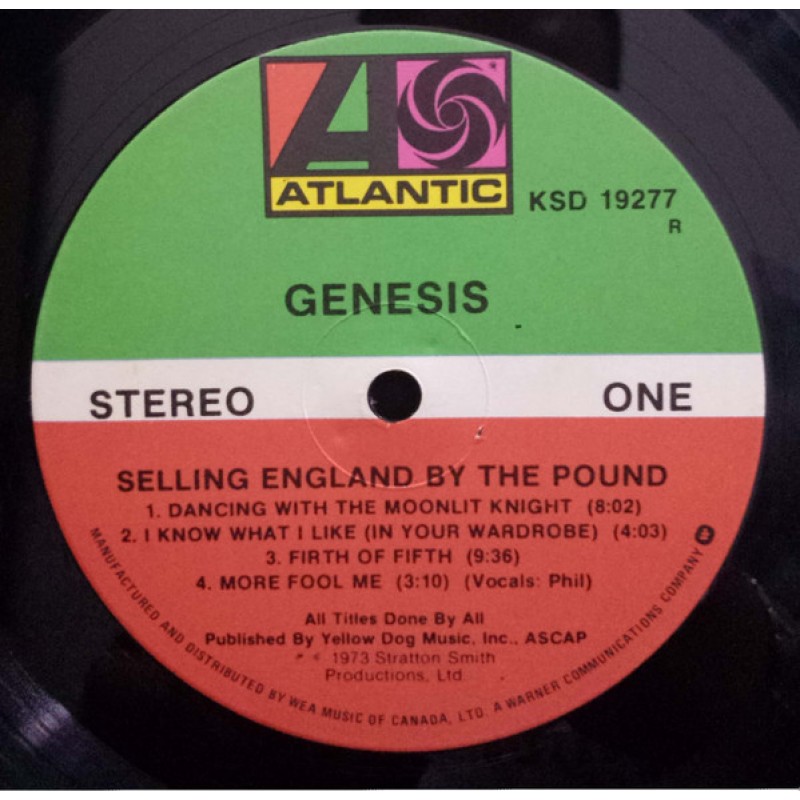 ATLANTIC
KSD 19277
R
GENESIS
STEREO
ONE
SELLING ENGLAND BY THE POUND
1. DANCING WITH THE MOONLIT KNIGHT (8:02)
2. I KNOW WHAT I LIKE (IN YOUR WARDROBE) (4:03)
3. FIRTH OF FIFTH (9:36)
4. MORE FOOL ME (3:10) (Vocals: Phil)
All Titles Done By All
Published By Yellow Dog Music, Inc., ASCAP
1973 Stratton Smith
Productions, Ltd.
MANUFACTURED AND DISTRIBUTED BY WEA MUSIC OF CANADA, LTD. A WARNER COMMUNICATIONS COMPANY